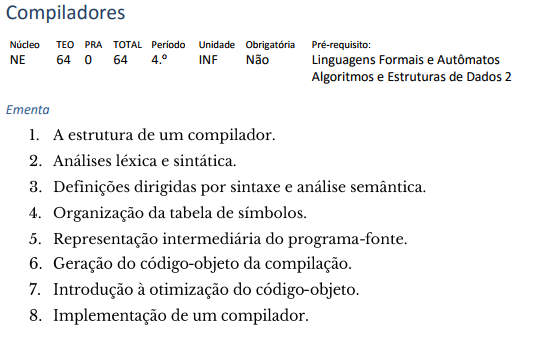 Compiladores
Núcleo TEO PRA TOTAL Período Unidade Obrigatória Pré-requisito:
NE 64 0 64 4.º INF Não Linguagens Formais e Autômatos
Algoritmos e Estruturas de Dados 2
Ementa
1. A estrutura de um compilador.
2. Análises léxica e sintática.
3. Definições dirigidas por sintaxe e análise semântica.
4. Organização da tabela de símbolos.
5. Representação intermediária do programa-fonte.
6. Geração do código-objeto da compilação.
7. Introdução à otimização do código-objeto.
8. Implementação de um compilador.